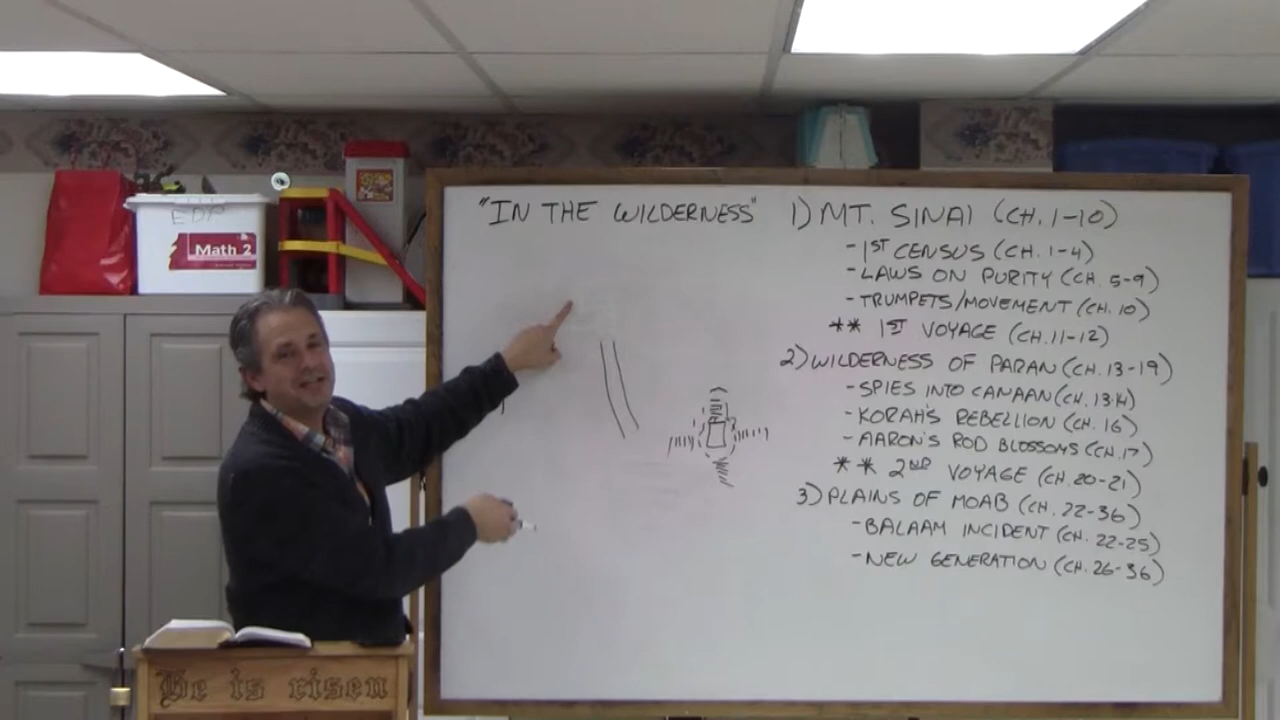 EDP
Math 2
"IN THE WILDERNESS"
1) MT. SINAI (CH. 1-10)
- 1ST CENSUS (CH. 1-4)
- LAWS ON PURITY (CH. 5-9)
- TRUMPETS/MOVEMENT (CH. 10)
** 1ST VOYAGE (CH. 11-12)
2) WILDERNESS OF PARAN (CH. 13-19)
- SPIES INTO CANAAN (CH. 13-14)
- KORAH'S REBELLION (CH. 16)
- AARON'S ROD BLOSSOMS (CH. 17)
** 2ND VOYAGE (CH. 20-21)
3) PLAINS OF MOAB (CH. 22-36)
- BALAAM INCIDENT (CH. 22-25)
- NEW GENERATION (CH. 26-36)
He is risen